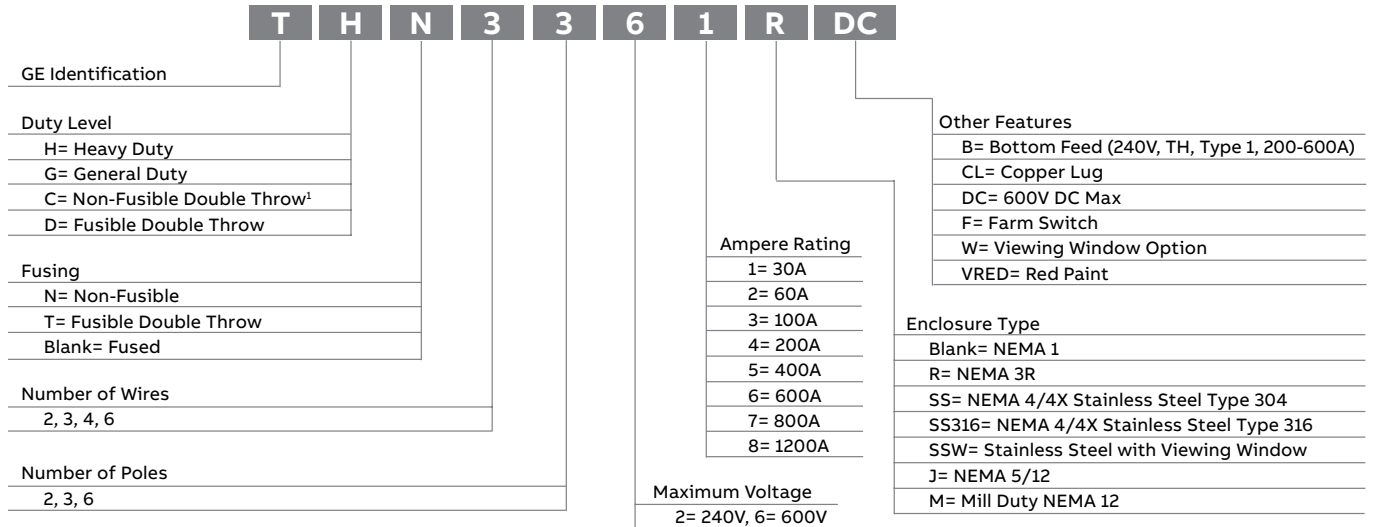 T H N 3 3 6 1 R DC
GE Identification
Duty Level
H= Heavy Duty
G= General Duty
C= Non-Fusible Double Throw¹
D= Fusible Double Throw
Fusing
N= Non-Fusible
T= Fusible Double Throw
Blank= Fused
Number of Wires
2, 3, 4, 6
Number of Poles
2, 3, 6
Maximum Voltage
2= 240V, 6= 600V
Ampere Rating
1= 30A
2= 60A
3= 100A
4= 200A
5= 400A
6= 600A
7= 800A
8= 1200A
Enclosure Type
Blank= NEMA 1
R= NEMA 3R
SS= NEMA 4/4X Stainless Steel Type 304
SS316= NEMA 4/4X Stainless Steel Type 316
SSW= Stainless Steel with Viewing Window
J= NEMA 5/12
M= Mill Duty NEMA 12
Other Features
B= Bottom Feed (240V, TH, Type 1, 200-600A)
CL= Copper Lug
DC= 600V DC Max
F= Farm Switch
W= Viewing Window Option
VRED= Red Paint